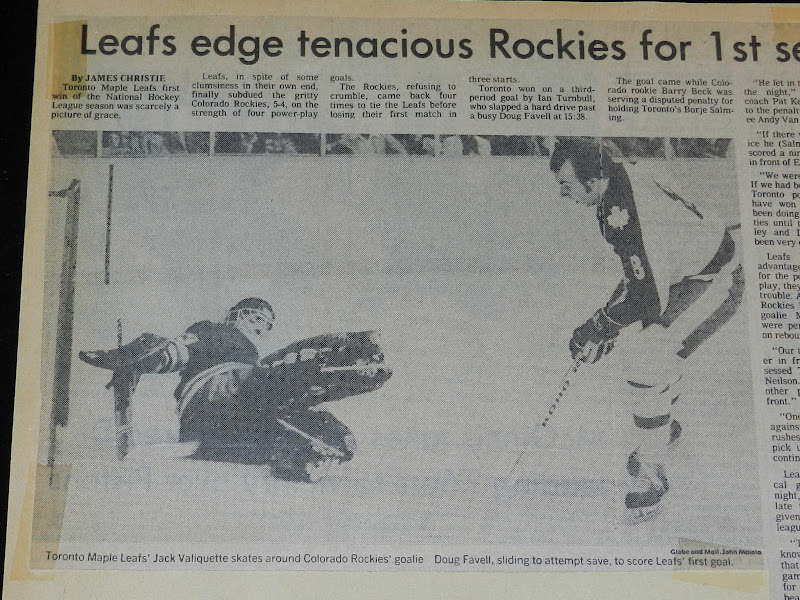 Leafs edge tenacious Rockies for 1st
By JAMES CHRISTIE
Toronto Maple Leafs first
win of the National Hockey
League season was scarcely a
picture of grace.
Leafs, in spite of some
clumsiness in their own end,
finally subdued the gritty
Colorado Rockies, 5-4, on the
strength of four power-play
goals.
The Rockies, refusing to
crumble, came back four
times to tie the Leafs before
losing their first match in
three starts.
Toronto won on a third-
period goal by Ian Turnbull,
who slapped a hard drive past
a busy Doug Favell at 15:38.
The goal came while Colo-
rado rookie Barry Beck was
serving a disputed penalty for
holding Toronto's Borje Salm-
ing.
"He let in
the night,"
coach Pat
to the penalt
ee Andy Van
"If there
ice he (Salm
scored a
in front of
"We were
If we had
Toronto
have won
been doing
ties until
ley and
been very
Leafs
advantage
for the
play, they
trouble.
Rockies
goalie
were
on rebou
"Our
er in
sessed
Neilson.
other
front."
"One
against
rushes
pick
contin
Lea
cal
night,
late
given
leagu
know
that
gam
for
8
KOHO
Globe and Mail, John Maiola
Toronto Maple Leafs' Jack Valiquette skates around Colorado Rockies' goalie Doug Favell, sliding to attempt save, to score Leafs' first goal.